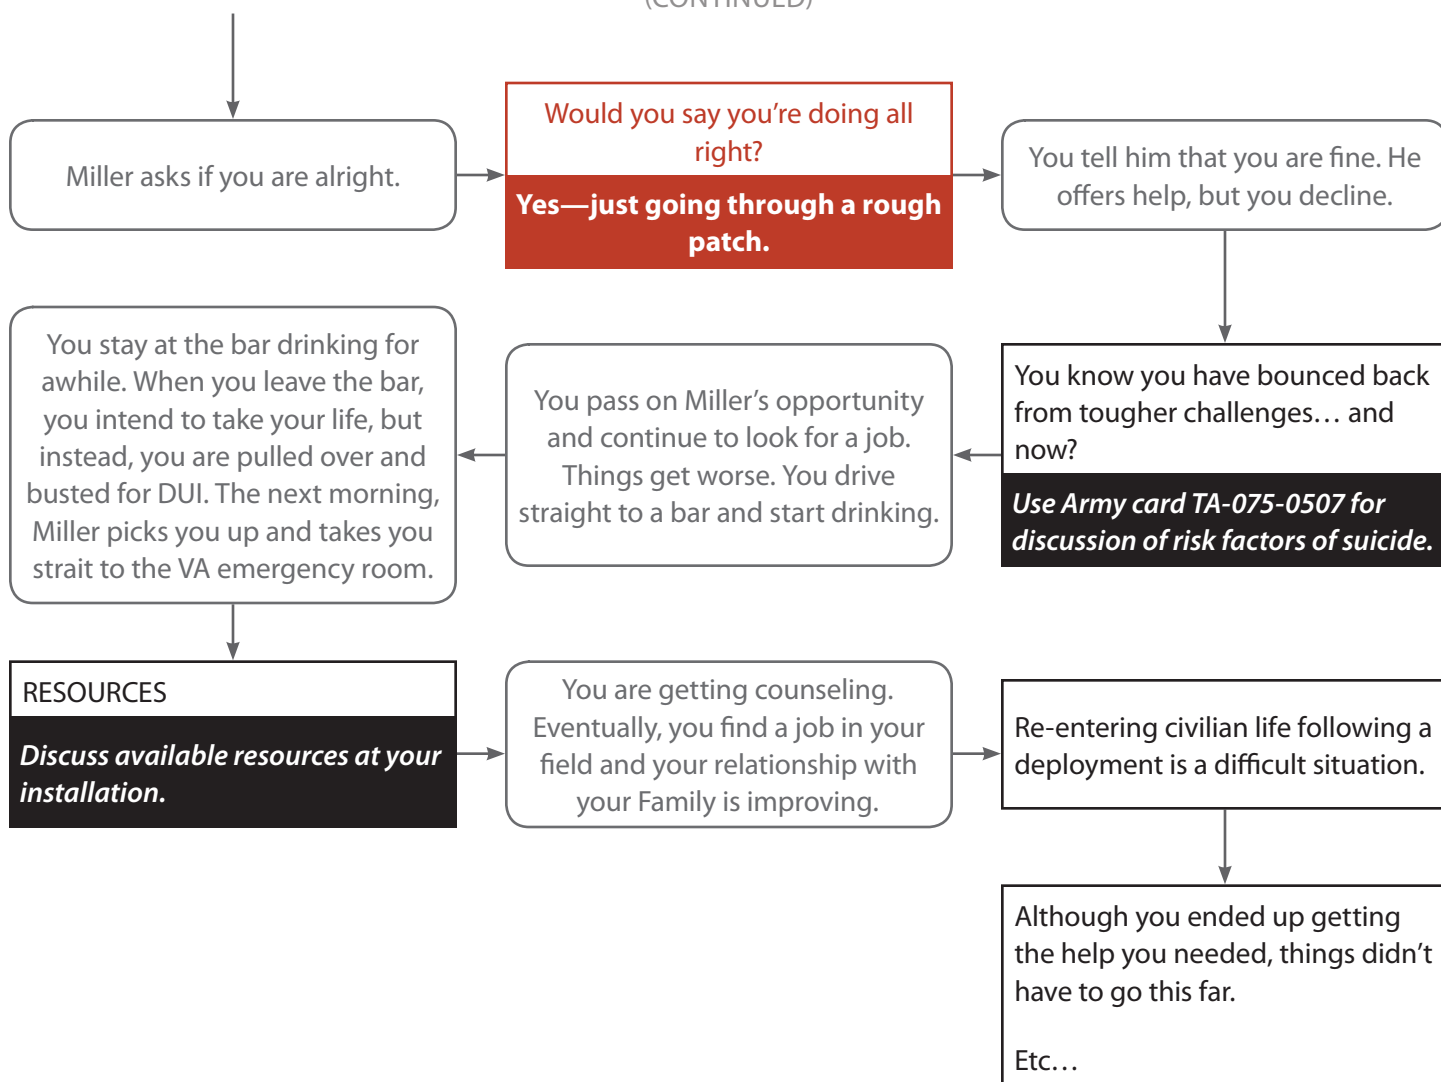 (CONTINUED)
Miller asks if you are alright.
Would you say you’re doing all
right?
Yes—just going through a rough
patch.
You tell him that you are fine. He
offers help, but you decline.
You know you have bounced back
from tougher challenges… and
now?
Use Army card TA-075-0507 for
discussion of risk factors of suicide.
You pass on Miller’s opportunity
and continue to look for a job.
Things get worse. You drive
straight to a bar and start drinking.
You stay at the bar drinking for
awhile. When you leave the bar,
you intend to take your life, but
instead, you are pulled over and
busted for DUI. The next morning,
Miller picks you up and takes you
strait to the VA emergency room.
RESOURCES
Discuss available resources at your
installation.
You are getting counseling.
Eventually, you find a job in your
field and your relationship with
your Family is improving.
Re-entering civilian life following a
deployment is a difficult situation.
Although you ended up getting
the help you needed, things didn’t
have to go this far.
Etc…